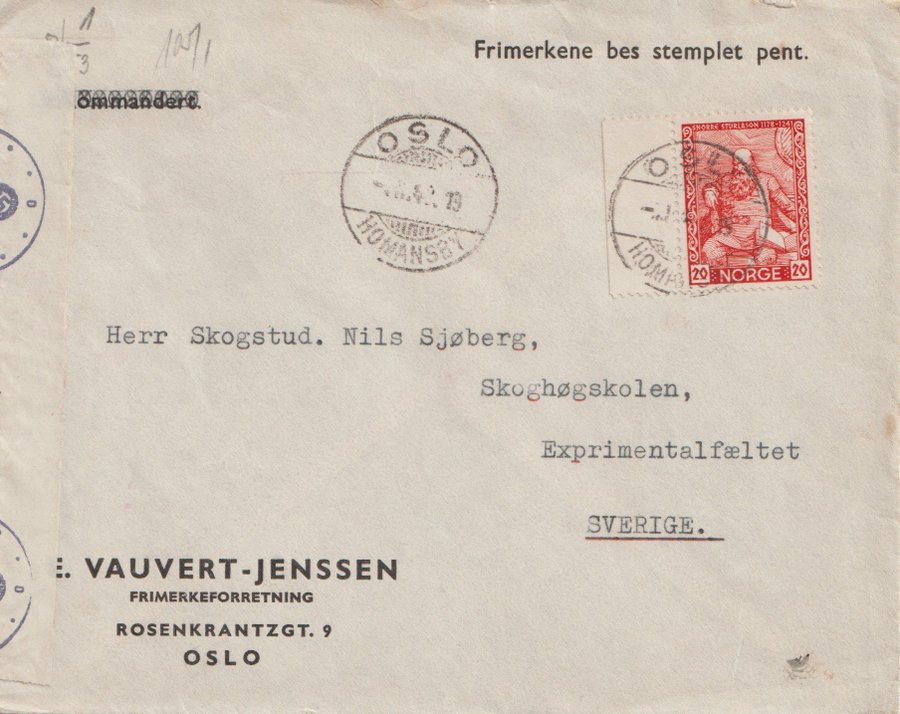 Frimerkene bes stemplet pent.
ommandert.
OSLO
HOMANSBY
SNORRE STURLASON 1178-1241
20 NORGE 20
Herr Skogstud. Nils Sjøberg,
Skoghøgskolen,
Exprimentalfæltet
SVERIGE.
E. VAUVERT-JENSSEN
FRIMERKEFORRETNING
ROSENKRANTZGT. 9
OSLO